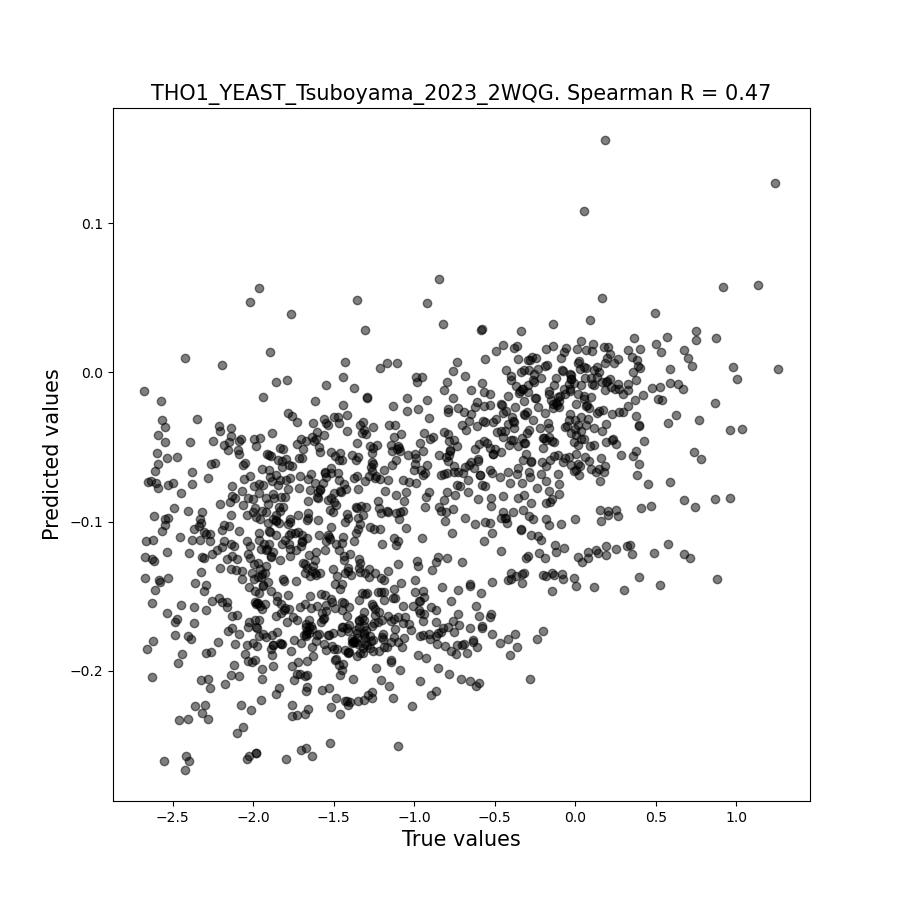 THO1_YEAST_Tsuboyama_2023_2WQG. Spearman R = 0.47
Predicted values
0.1
0.0
−0.1
−0.2
−2.5 −2.0 −1.5 −1.0 −0.5 0.0 0.5 1.0
True values